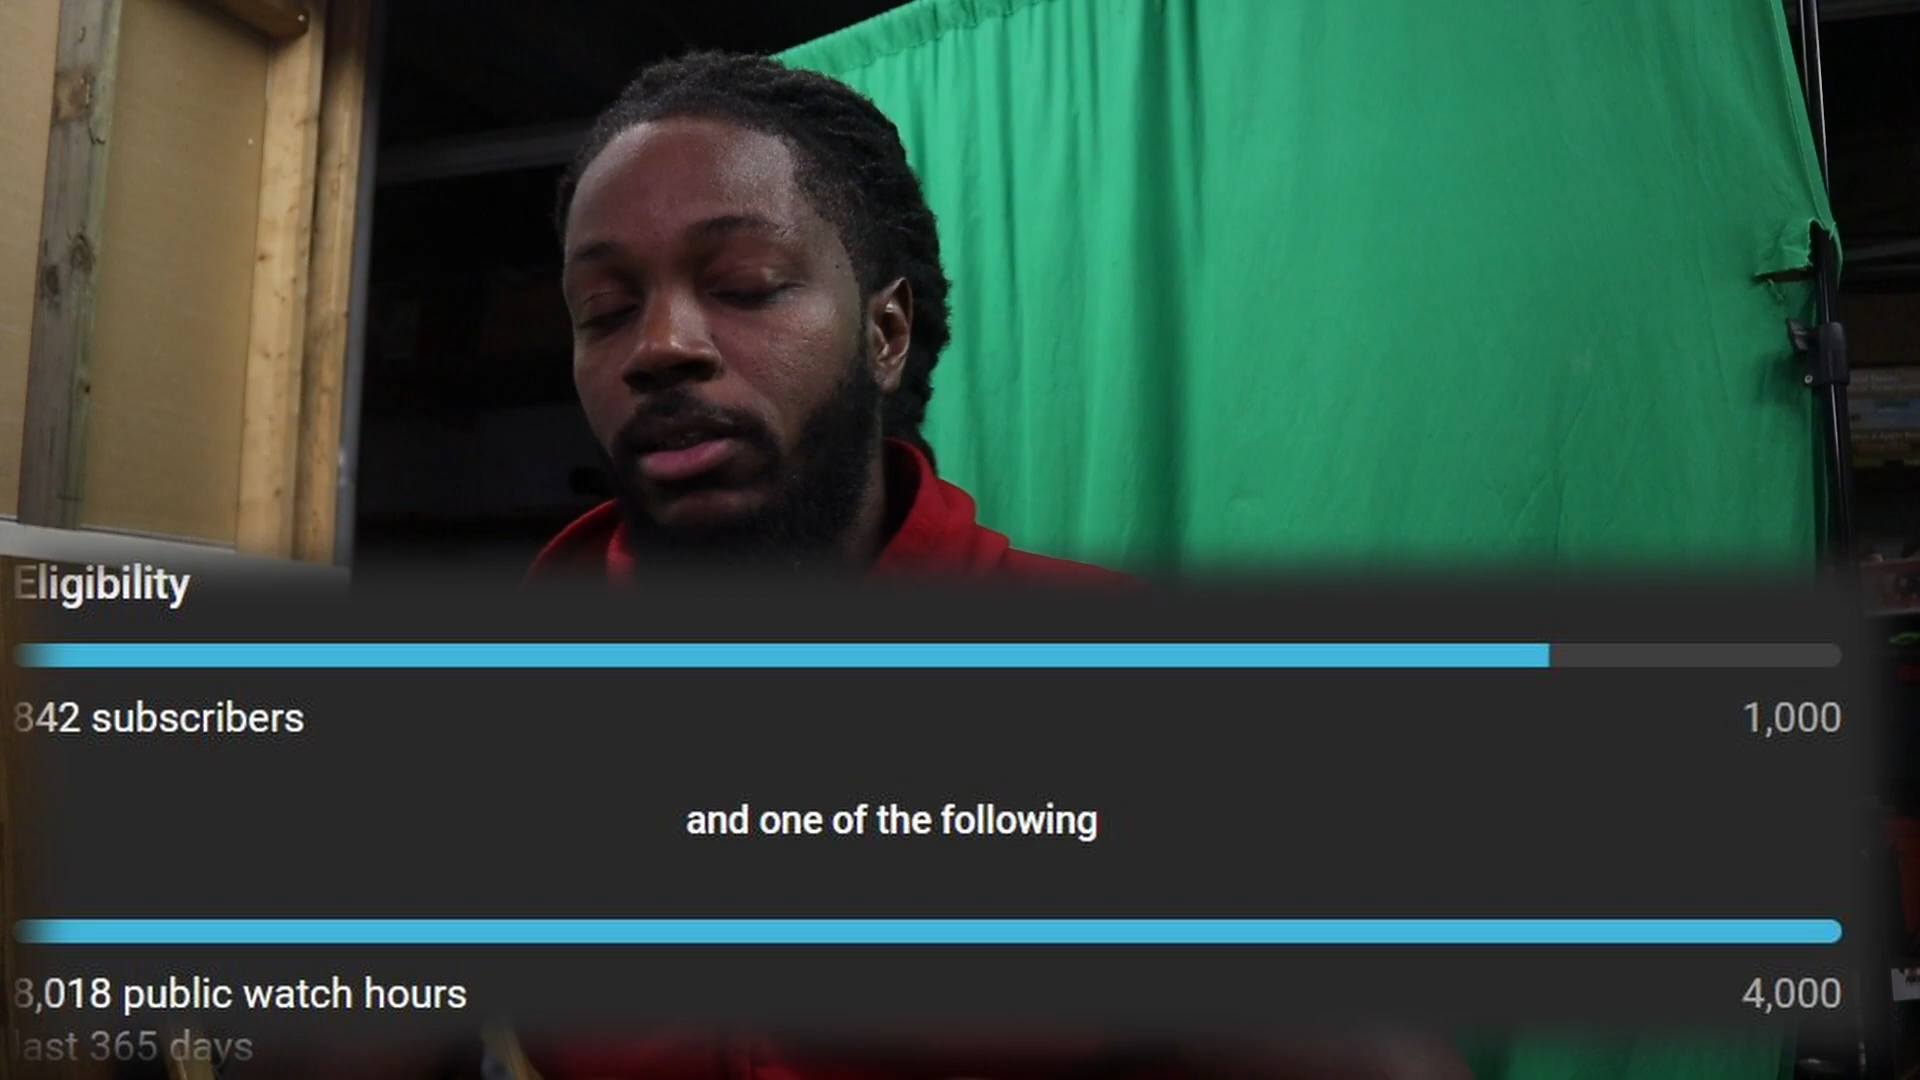 Eligibility
842 subscribers
1,000
and one of the following
8,018 public watch hours
4,000
last 365 days